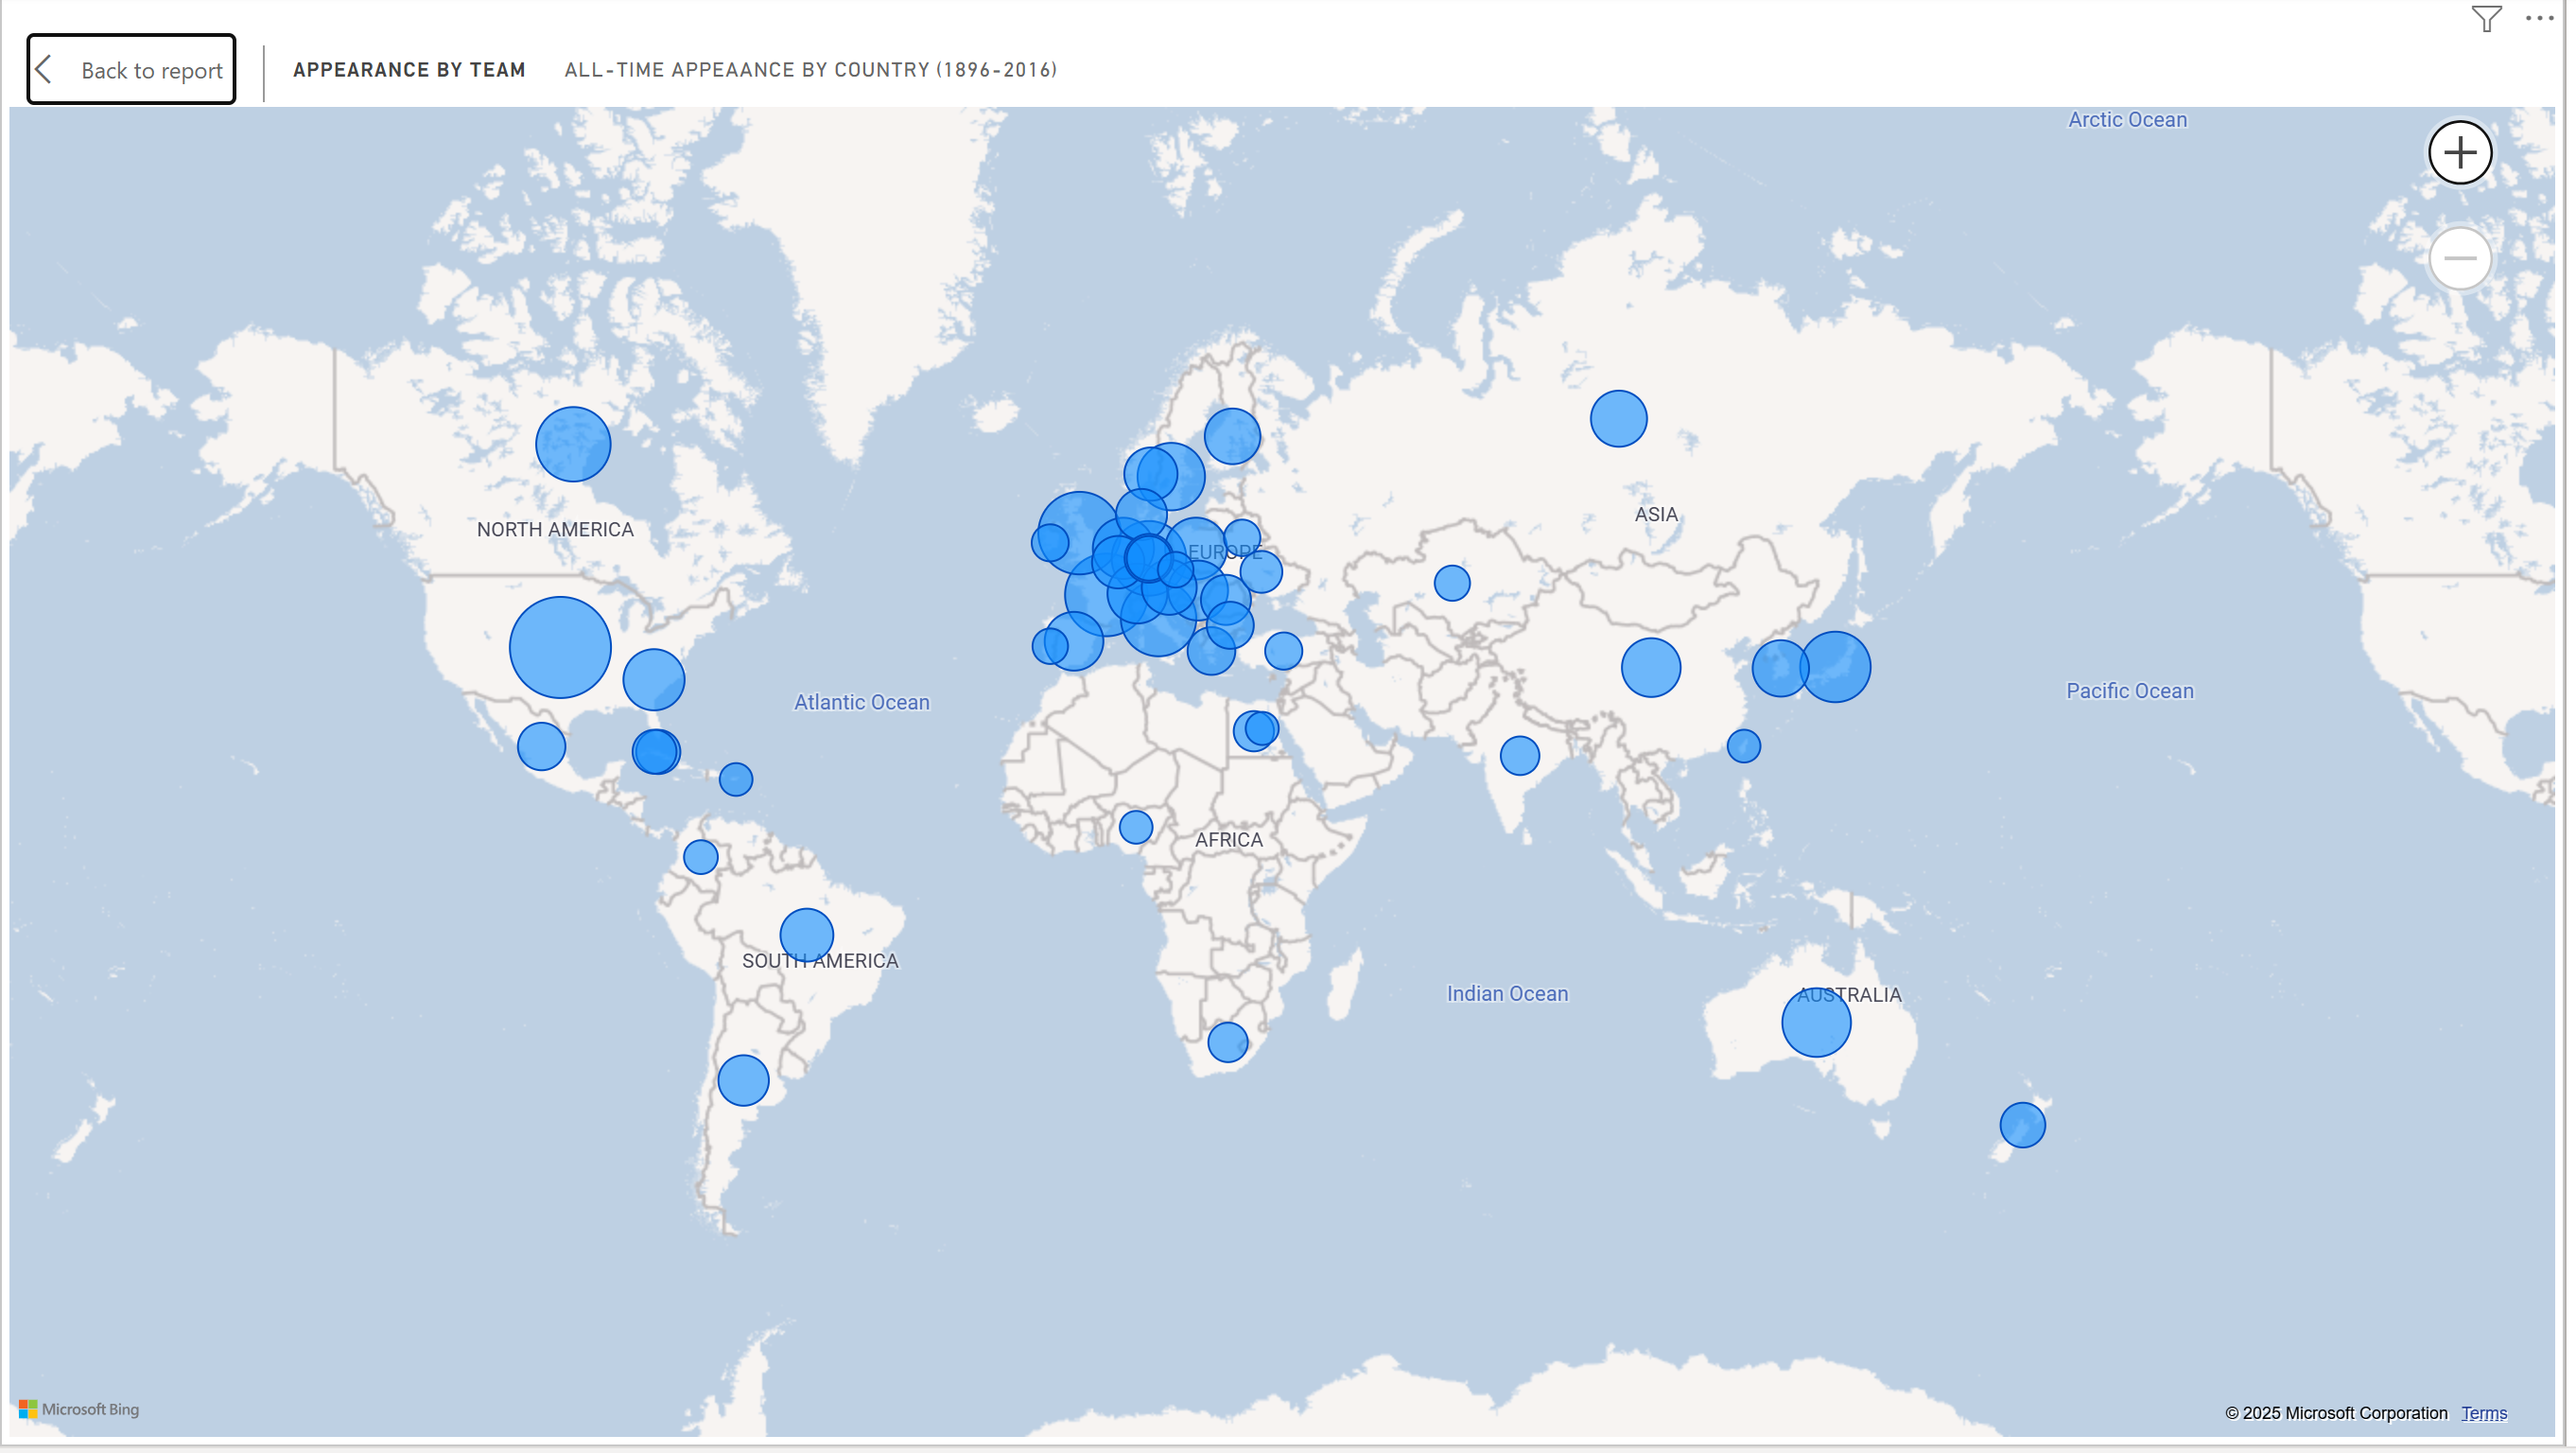 Back to report
APPEARANCE BY TEAM
ALL-TIME APPEAANCE BY COUNTRY (1896-2016)
Arctic Ocean
NORTH AMERICA
ASIA
EUROPE
Atlantic Ocean
Pacific Ocean
AFRICA
SOUTH AMERICA
Indian Ocean
AUSTRALIA
Microsoft Bing
© 2025 Microsoft Corporation Terms